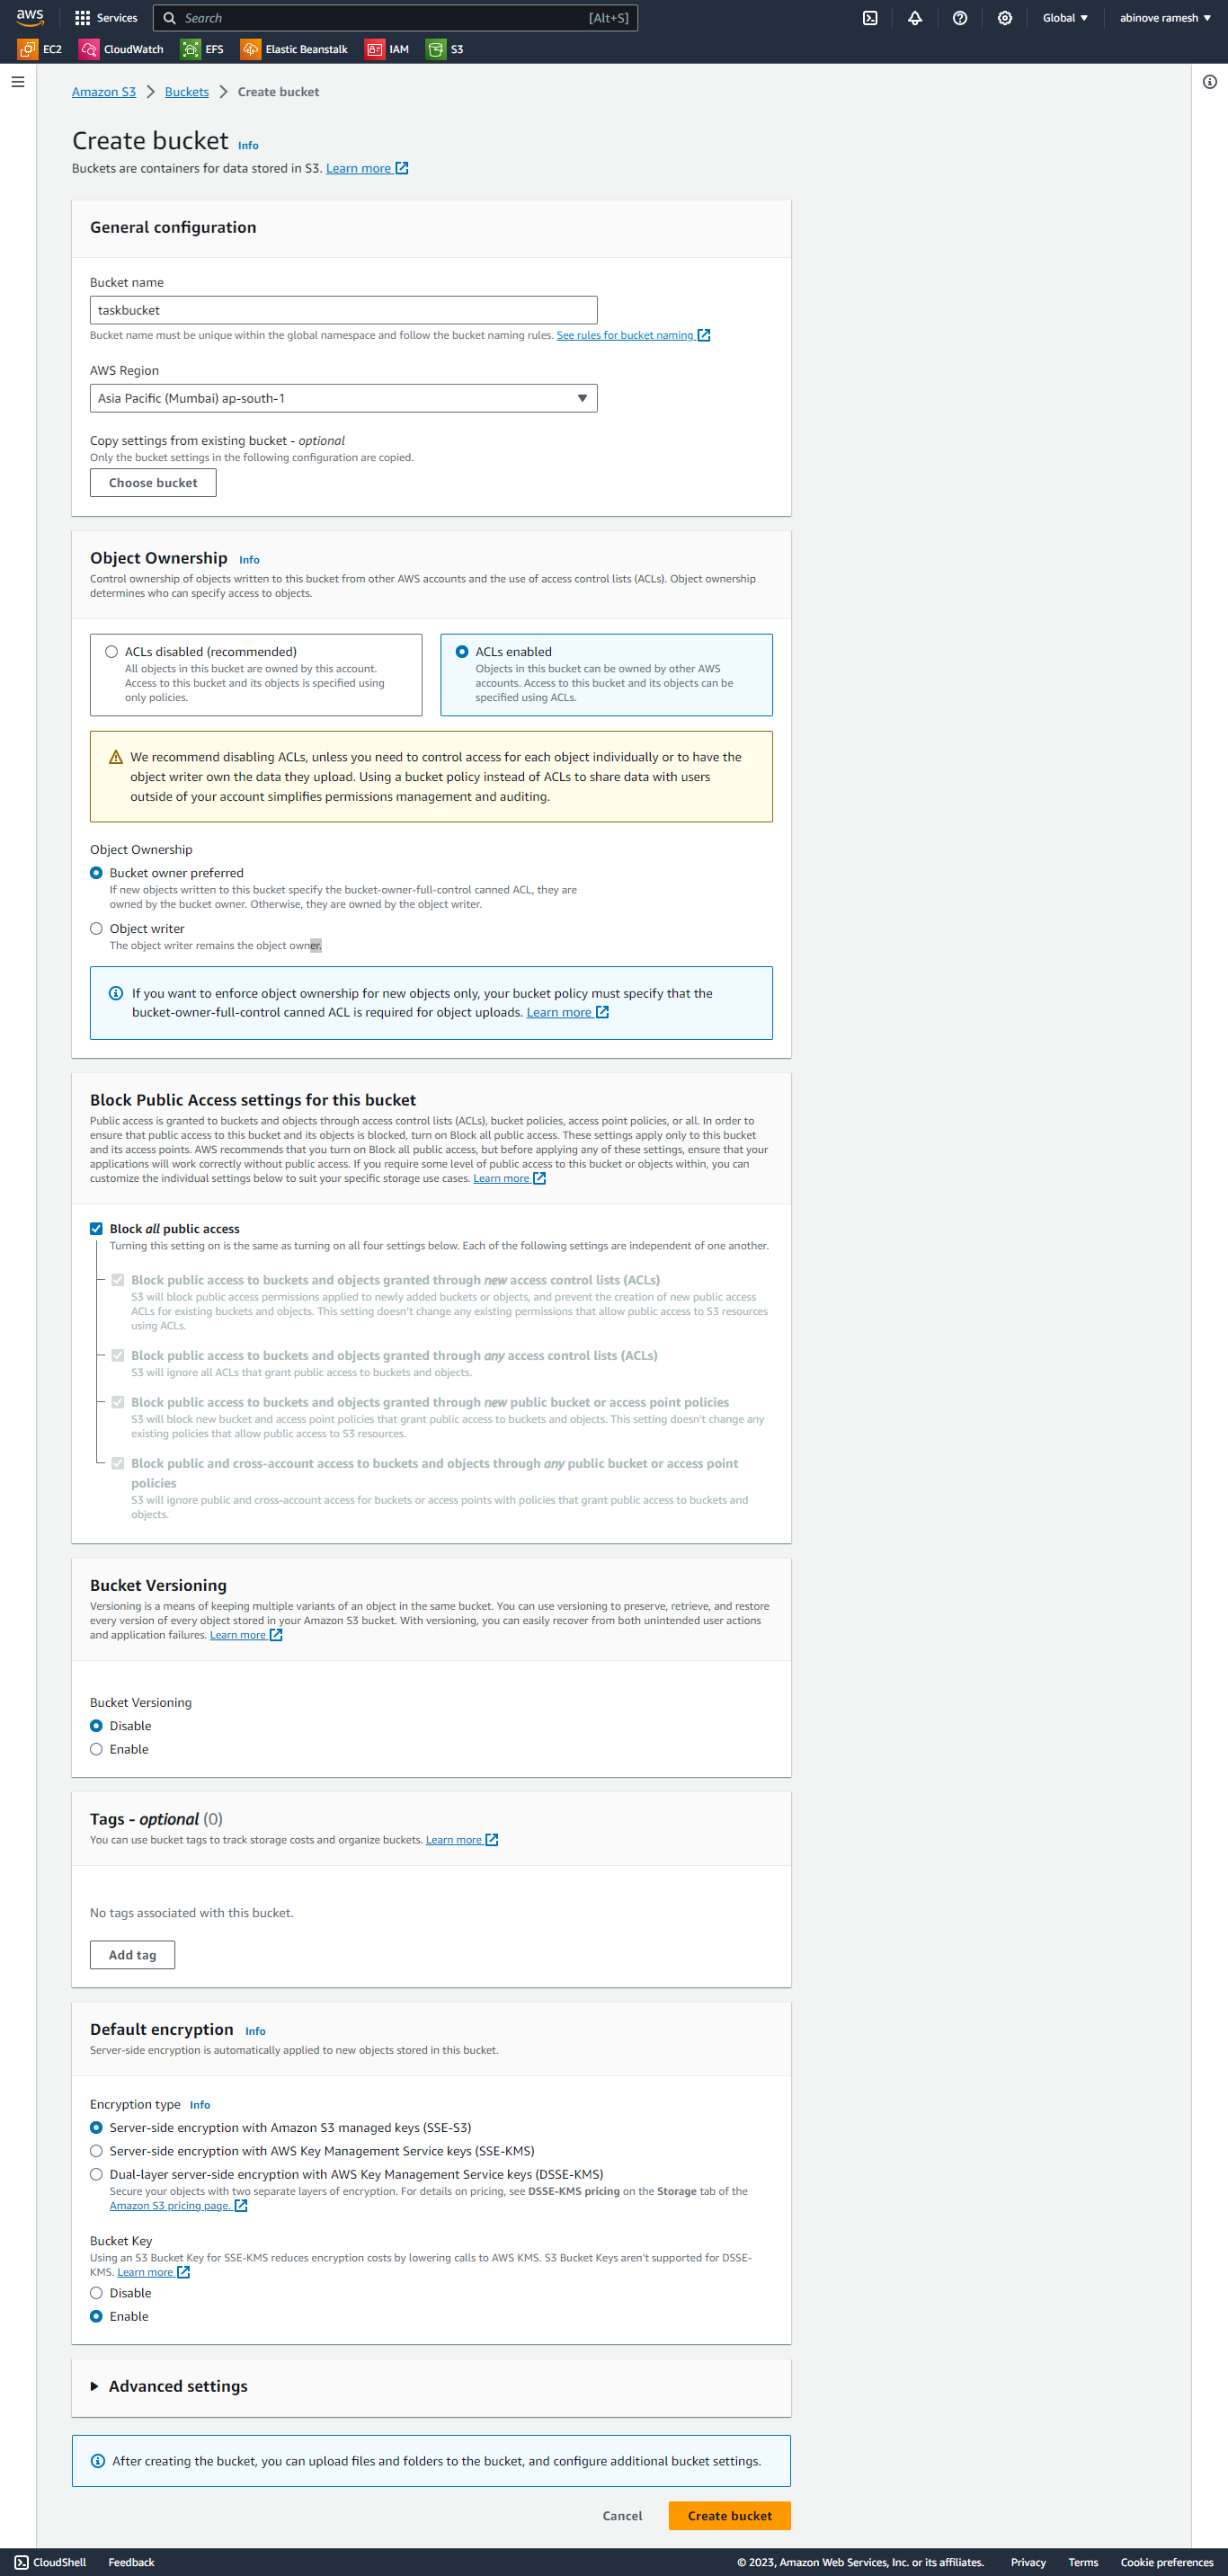 aws Services Search [Alt+S] Global abinove ramesh
EC2 CloudWatch EFS Elastic Beanstalk IAM S3
Amazon S3 Buckets Create bucket
Create bucket Info
Buckets are containers for data stored in S3. Learn more
General configuration
Bucket name
taskbucket
Bucket name must be unique within the global namespace and follow the bucket naming rules. See rules for bucket naming
AWS Region
Asia Pacific (Mumbai) ap-south-1
Copy settings from existing bucket - optional
Only the bucket settings in the following configuration are copied.
Choose bucket
Object Ownership Info
Control ownership of objects written to this bucket from other AWS accounts and the use of access control lists (ACLs). Object ownership
determines who can specify access to objects.
ACLs disabled (recommended)
All objects in this bucket are owned by this account.
Access to this bucket and its objects is specified using
only policies.
ACLs enabled
Objects in this bucket can be owned by other AWS
accounts. Access to this bucket and its objects can be
specified using ACLs.
We recommend disabling ACLs, unless you need to control access for each object individually or to have the
object writer own the data they upload. Using a bucket policy instead of ACLs to share data with users
outside of your account simplifies permissions management and auditing.
Object Ownership
Bucket owner preferred
If new objects written to this bucket specify the bucket-owner-full-control canned ACL, they are
owned by the bucket owner. Otherwise, they are owned by the object writer.
Object writer
The object writer remains the object owner.
If you want to enforce object ownership for new objects only, your bucket policy must specify that the
bucket-owner-full-control canned ACL is required for object uploads. Learn more
Block Public Access settings for this bucket
Public access is granted to buckets and objects through access control lists (ACLs), bucket policies, access point policies, or all. In order to
ensure that public access to this bucket and its objects is blocked, turn on Block all public access. These settings apply only to this bucket
and its access points. AWS recommends that you turn on Block all public access, but before applying any of these settings, ensure that your
applications will work correctly without public access. If you require some level of public access to this bucket or objects within, you can
customize the individual settings below to suit your specific storage use cases. Learn more
Block all public access
Turning this setting on is the same as turning on all four settings below. Each of the following settings are independent of one another.
Block public access to buckets and objects granted through new access control lists (ACLs)
S3 will block public access permissions applied to newly added buckets or objects, and prevent the creation of new public access
ACLs for existing buckets and objects. This setting doesn't change any existing permissions that allow public access to S3 resources
using ACLs.
Block public access to buckets and objects granted through any access control lists (ACLs)
S3 will ignore all ACLs that grant public access to buckets and objects.
Block public access to buckets and objects granted through new public bucket or access point policies
S3 will block new bucket and access point policies that grant public access to buckets and objects. This setting doesn't change any
existing policies that allow public access to S3 resources.
Block public and cross-account access to buckets and objects through any public bucket or access point
policies
S3 will ignore public and cross-account access for buckets or access points with policies that grant public access to buckets and
objects.
Bucket Versioning
Versioning is a means of keeping multiple variants of an object in the same bucket. You can use versioning to preserve, retrieve, and restore
every version of every object stored in your Amazon S3 bucket. With versioning, you can easily recover from both unintended user actions
and application failures. Learn more
Bucket Versioning
Disable
Enable
Tags - optional (0)
You can use bucket tags to track storage costs and organize buckets. Learn more
No tags associated with this bucket.
Add tag
Default encryption Info
Server-side encryption is automatically applied to new objects stored in this bucket.
Encryption type Info
Server-side encryption with Amazon S3 managed keys (SSE-S3)
Server-side encryption with AWS Key Management Service keys (SSE-KMS)
Dual-layer server-side encryption with AWS Key Management Service keys (DSSE-KMS)
Secure your objects with two separate layers of encryption. For details on pricing, see DSSE-KMS pricing on the Storage tab of the
Amazon S3 pricing page.
Bucket Key
Using an S3 Bucket Key for SSE-KMS reduces encryption costs by lowering calls to AWS KMS. S3 Bucket Keys aren't supported for DSSE-
KMS. Learn more
Disable
Enable
Advanced settings
After creating the bucket, you can upload files and folders to the bucket, and configure additional bucket settings.
Cancel Create bucket
CloudShell Feedback © 2023, Amazon Web Services, Inc. or its affiliates. Privacy Terms Cookie preferences